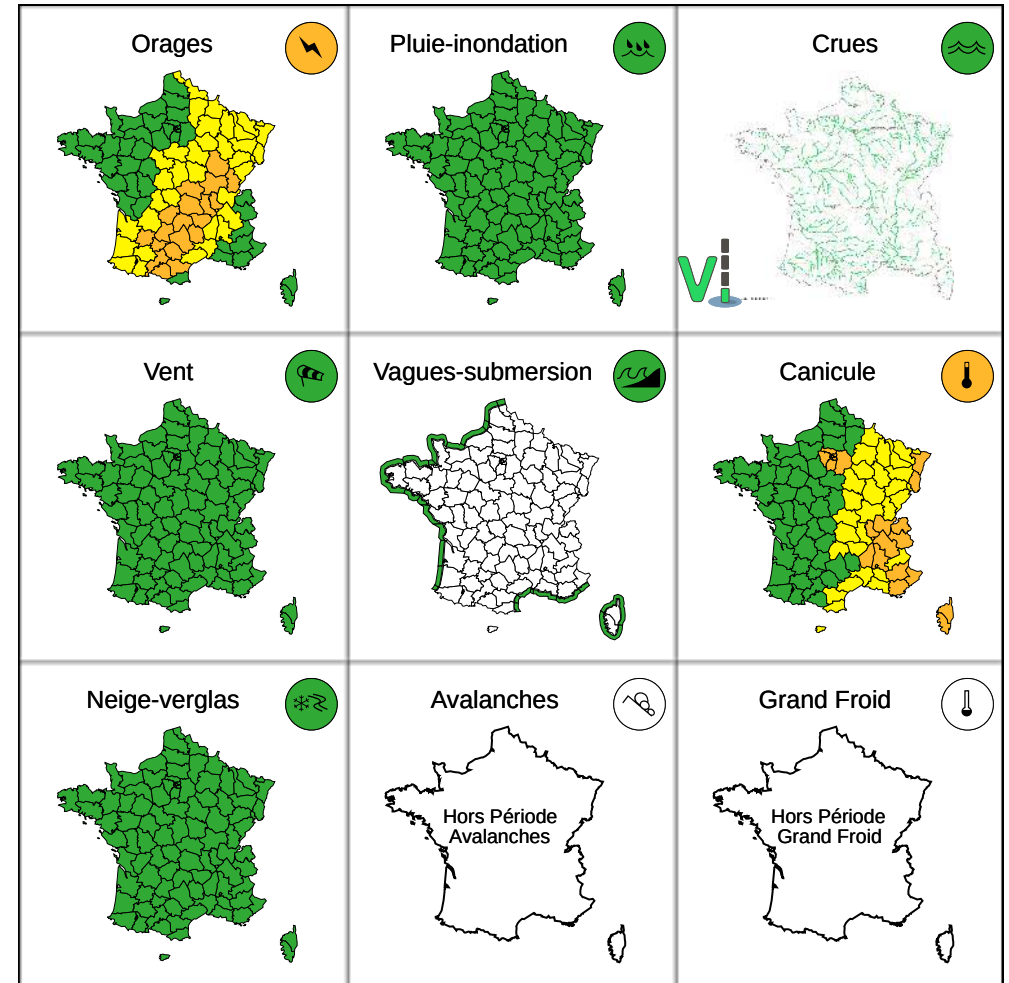 Orages
Pluie-inondation
Crues
Vent
Vagues-submersion
Canicule
Neige-verglas
Avalanches
Grand Froid
Hors Période
Avalanches
Hors Période
Grand Froid